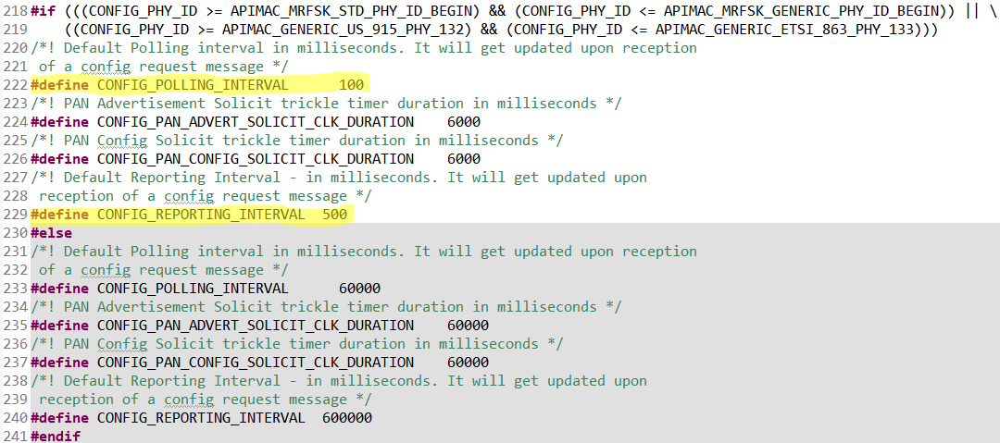 218 #if (((CONFIG_PHY_ID >= APIMAC_MRFSK_STD_PHY_ID_BEGIN) && (CONFIG_PHY_ID <= APIMAC_MRFSK_GENERIC_PHY_ID_BEGIN)) || \
219     ((CONFIG_PHY_ID >= APIMAC_GENERIC_US_915_PHY_132) && (CONFIG_PHY_ID <= APIMAC_GENERIC_ETSI_863_PHY_133)))
220 /*! Default Polling interval in milliseconds. It will get updated upon reception
221  of a config request message */
222 #define CONFIG_POLLING_INTERVAL      100
223 /*! PAN Advertisement Solicit trickle timer duration in milliseconds */
224 #define CONFIG_PAN_ADVERT_SOLICIT_CLK_DURATION    6000
225 /*! PAN Config Solicit trickle timer duration in milliseconds */
226 #define CONFIG_PAN_CONFIG_SOLICIT_CLK_DURATION    6000
227 /*! Default Reporting Interval - in milliseconds. It will get updated upon
228  reception of a config request message */
229 #define CONFIG_REPORTING_INTERVAL  500
230 #else
231 /*! Default Polling interval in milliseconds. It will get updated upon reception
232  of a config request message */
233 #define CONFIG_POLLING_INTERVAL      60000
234 /*! PAN Advertisement Solicit trickle timer duration in milliseconds */
235 #define CONFIG_PAN_ADVERT_SOLICIT_CLK_DURATION    60000
236 /*! PAN Config Solicit trickle timer duration in milliseconds */
237 #define CONFIG_PAN_CONFIG_SOLICIT_CLK_DURATION    60000
238 /*! Default Reporting Interval - in milliseconds. It will get updated upon
239  reception of a config request message */
240 #define CONFIG_REPORTING_INTERVAL  600000
241 #endif